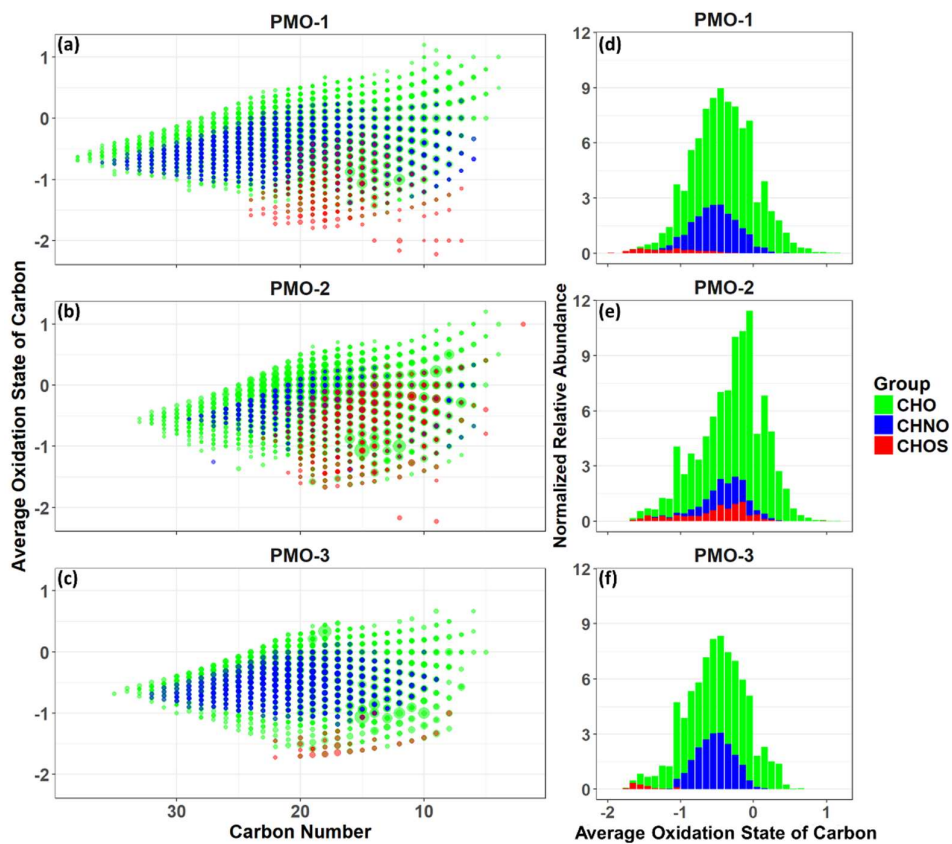 PMO-1
(a)
1
0
-1
-2
PMO-2
(b)
1
0
-1
-2
PMO-3
(c)
1
0
-1
-2
30 20 10
Carbon Number
Average Oxidation State of Carbon
PMO-1
(d)
12
9
6
3
0
PMO-2
(e)
12
9
6
3
0
PMO-3
(f)
12
9
6
3
0
-2 -1 0 1
Average Oxidation State of Carbon
Normalized Relative Abundance
Group
CHO
CHNO
CHOS